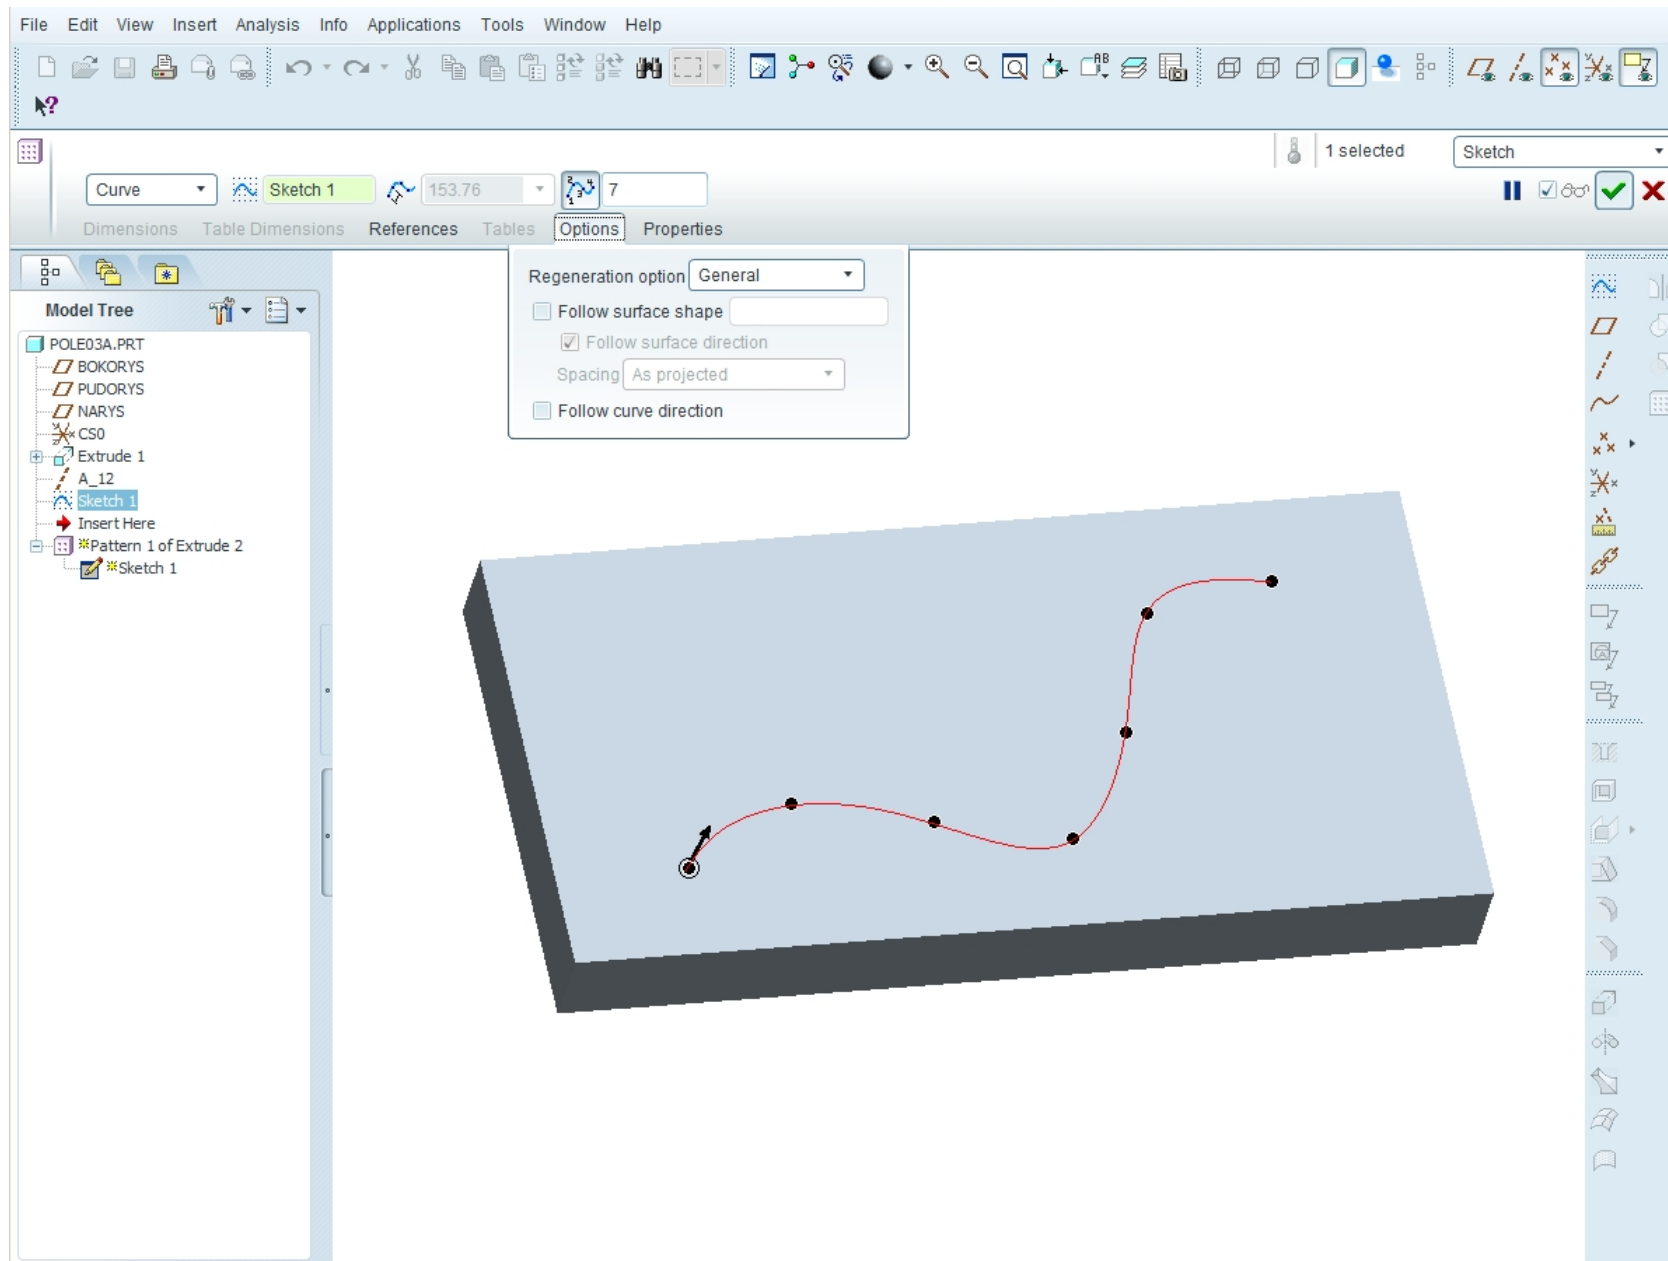 File Edit View Insert Analysis Info Applications Tools Window Help
1 selected Sketch
Curve Sketch 1 153.76 7
Dimensions Table Dimensions References Tables Options Properties
Regeneration option General
Follow surface shape
Follow surface direction
Spacing As projected
Follow curve direction
Model Tree
POLE03A.PRT
BOKORYS
PUDORYS
NARYS
CS0
Extrude 1
A_12
Sketch 1
Insert Here
Pattern 1 of Extrude 2
Sketch 1